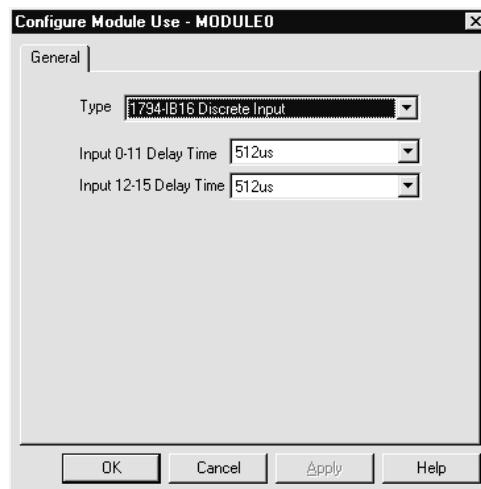 Configure Module Use - MODULE0
General
Type 1794-IB16 Discrete Input
Input 0-11 Delay Time 512us
Input 12-15 Delay Time 512us
OK Cancel Apply Help